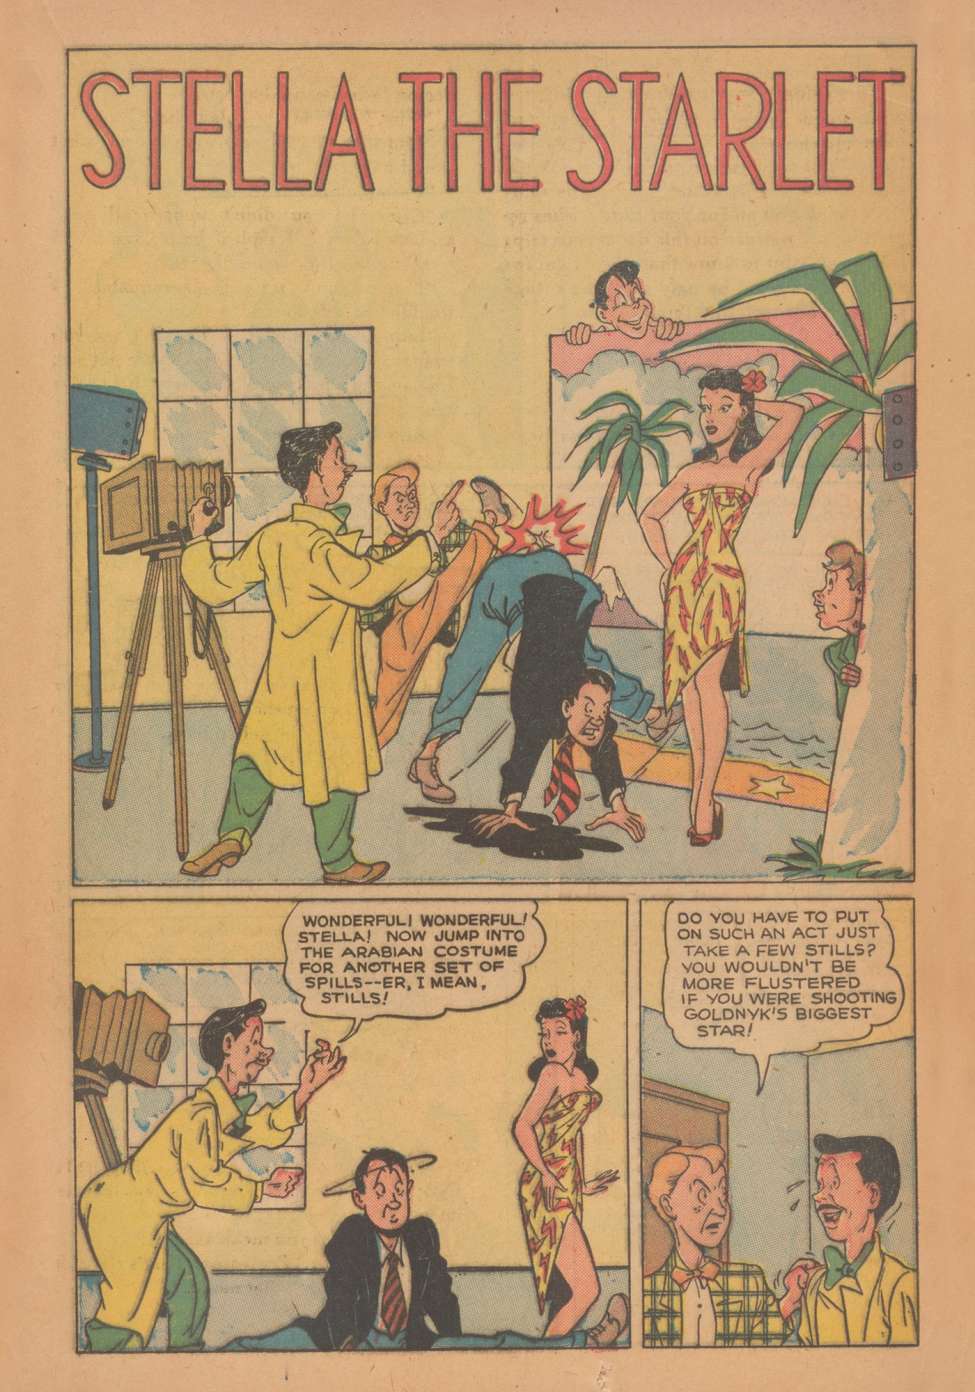 STELLA THE STARLET
WONDERFUL! WONDERFUL!
STELLA! NOW JUMP INTO
THE ARABIAN COSTUME
FOR ANOTHER SET OF
SPILLS--ER, I MEAN,
STILLS!
DO YOU HAVE TO PUT
ON SUCH AN ACT JUST
TAKE A FEW STILLS?
YOU WOULDN'T BE
MORE FLUSTERED
IF YOU WERE SHOOTING
GOLDNYK'S BIGGEST
STAR!